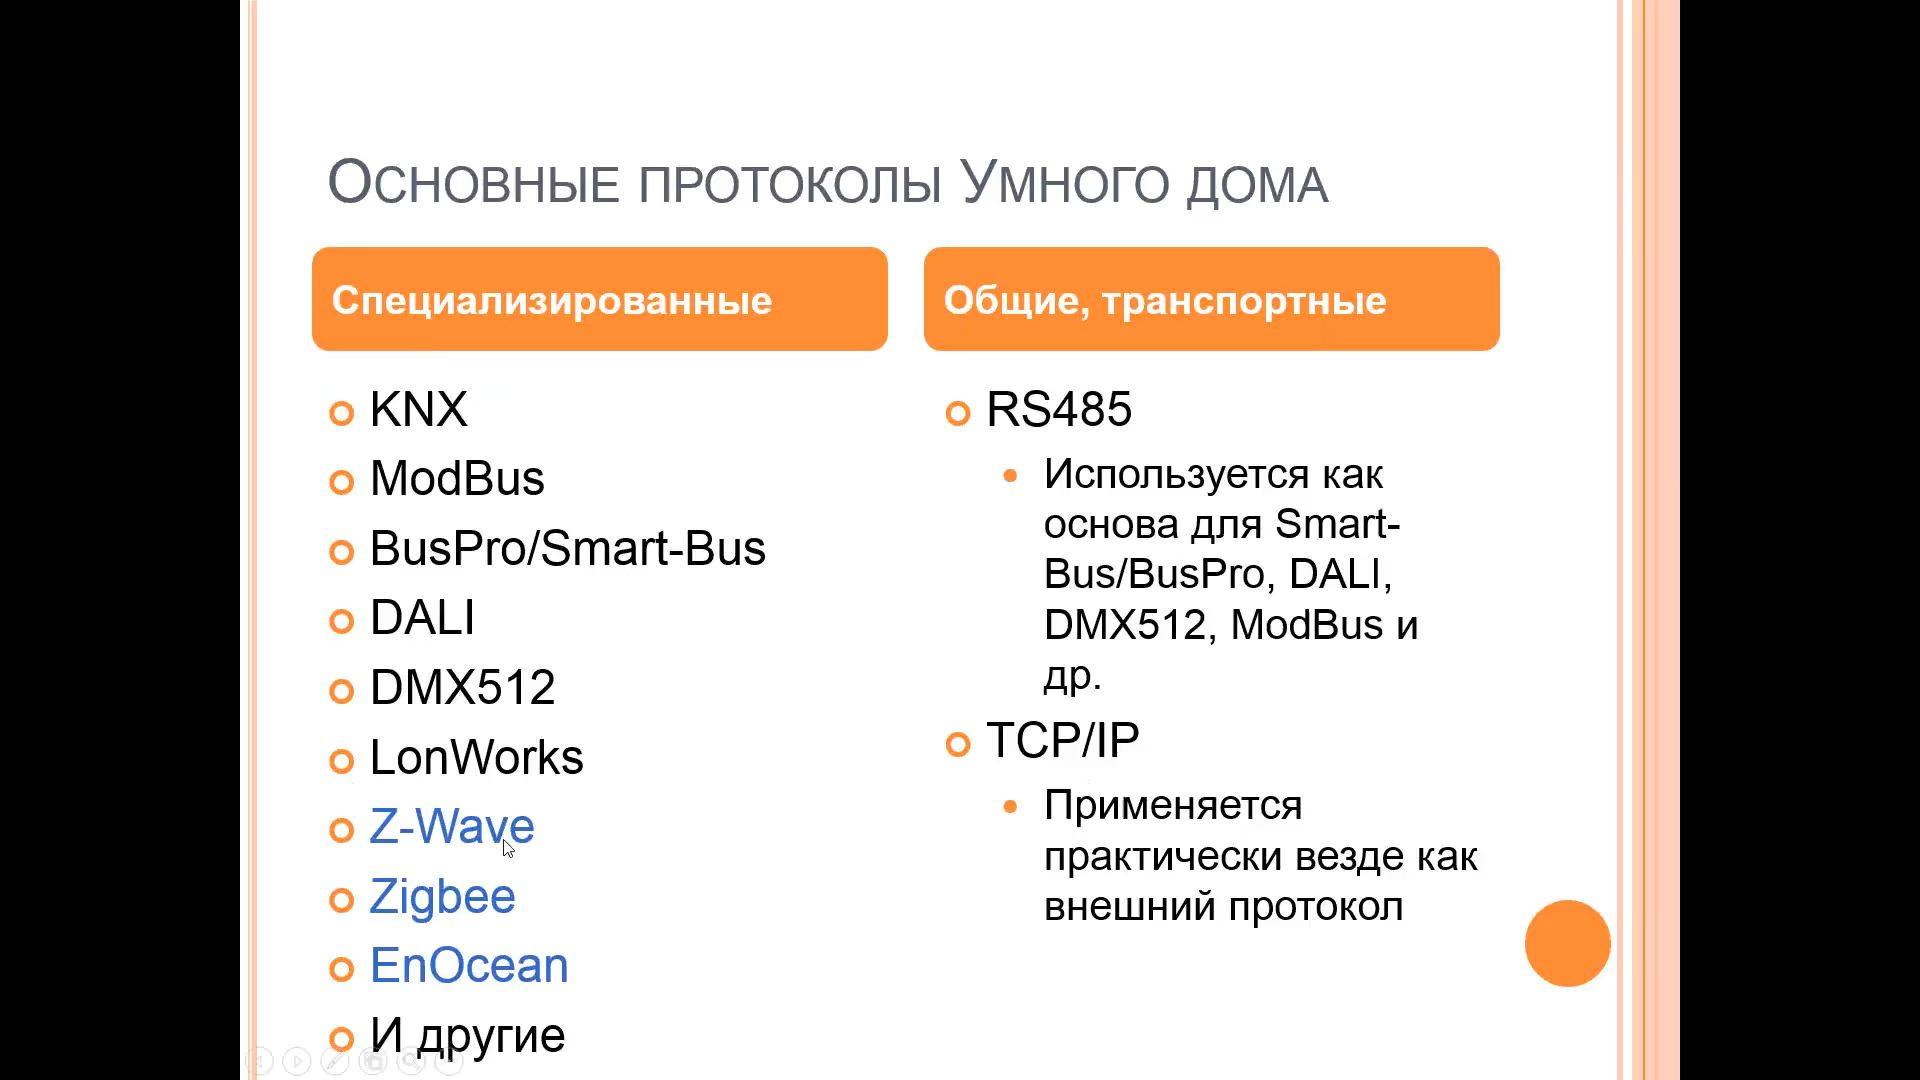 Основные протоколы Умного дома
Специализированные
KNX
ModBus
BusPro/Smart-Bus
DALI
DMX512
LonWorks
Z-Wave
Zigbee
EnOcean
И другие
Общие, транспортные
RS485
Используется как
основа для Smart-
Bus/BusPro, DALI,
DMX512, ModBus и
др.
TCP/IP
Применяется
практически везде как
внешний протокол